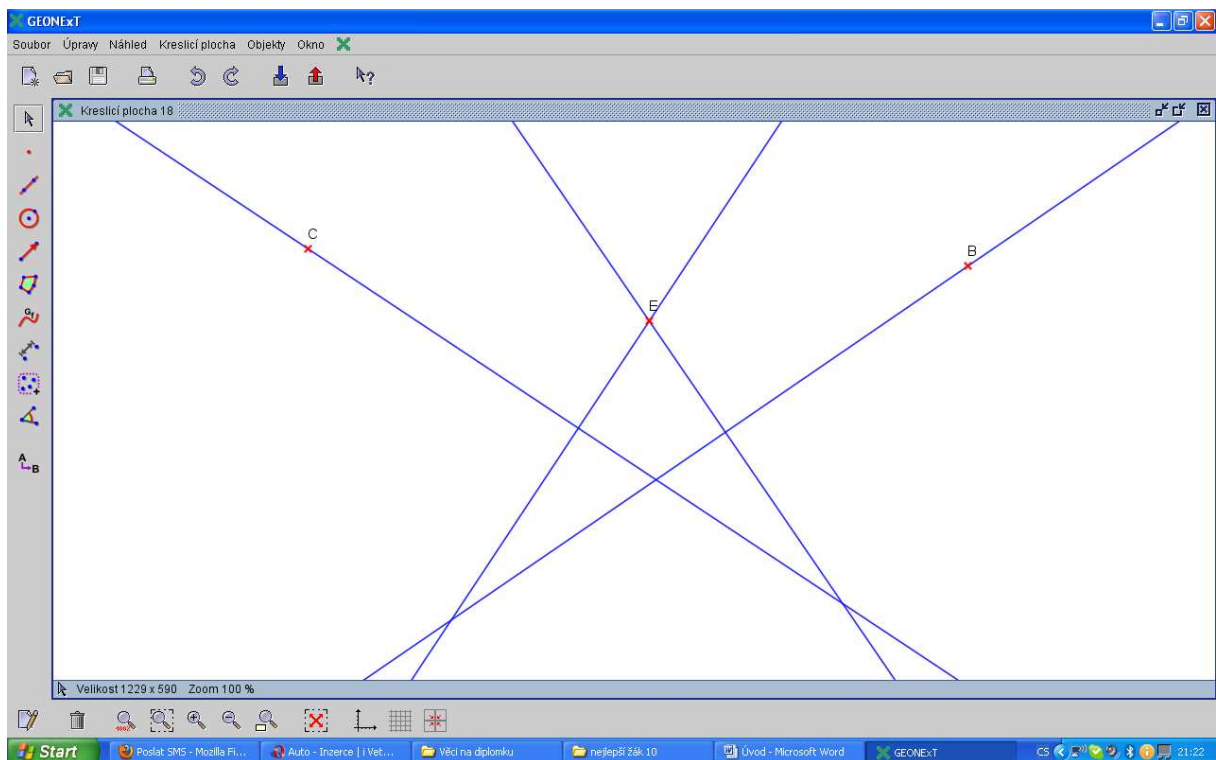 GEONExT
Soubor Úpravy Náhled Kreslicí plocha Objekty Okno
Kreslicí plocha 18
C
B
E
A
B
Velikost 1229 x 590 Zoom 100 %
Start Poslat SMS - Mozilla Fi... Auto - Inzerce | i Vet... Věci na diplomku nejlepší žák 10 Úvod - Microsoft Word GEONExT CS 21:22